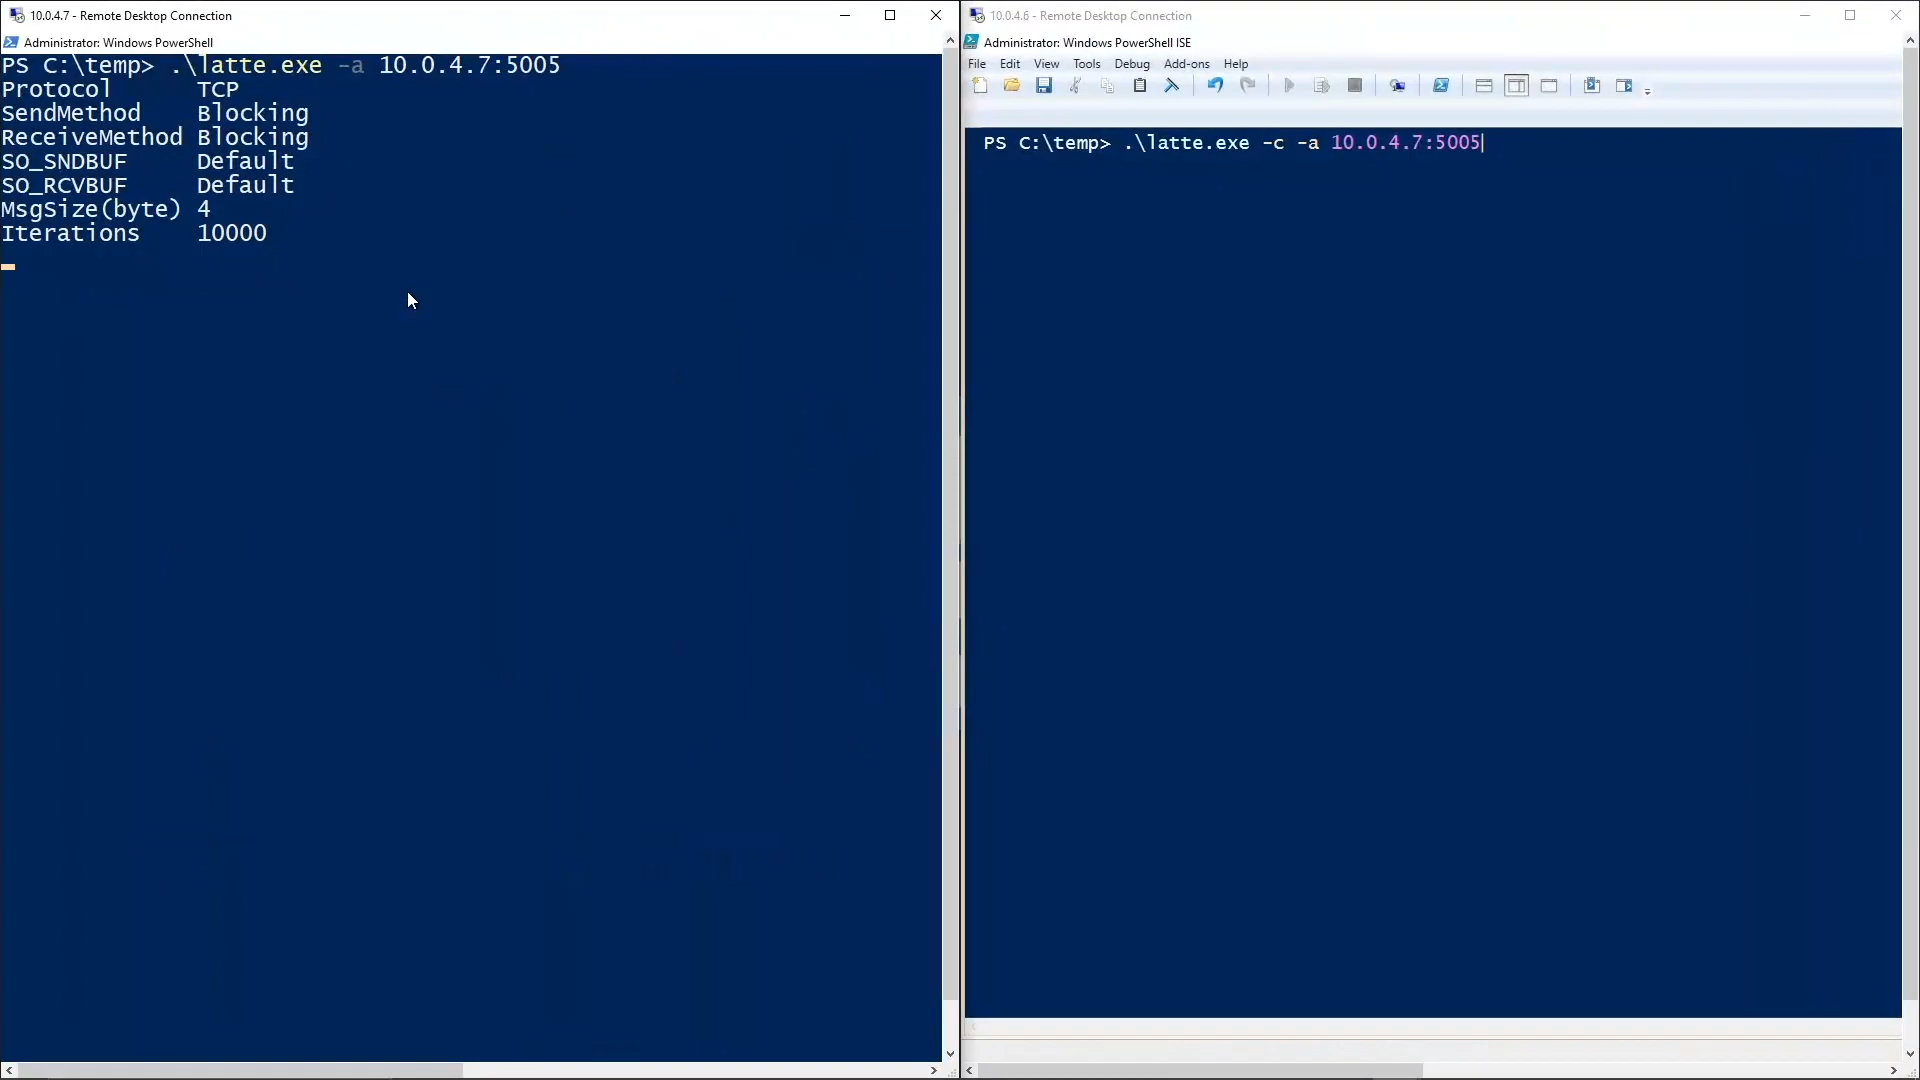 10.0.4.7 - Remote Desktop Connection
Administrator: Windows PowerShell
PS C:\temp> .\latte.exe -a 10.0.4.7:5005
Protocol TCP
SendMethod Blocking
ReceiveMethod Blocking
SO_SNDBUF Default
SO_RCVBUF Default
MsgSize(byte) 4
Iterations 10000
10.0.4.6 - Remote Desktop Connection
Administrator: Windows PowerShell ISE
File Edit View Tools Debug Add-ons Help
PS C:\temp> .\latte.exe -c -a 10.0.4.7:5005